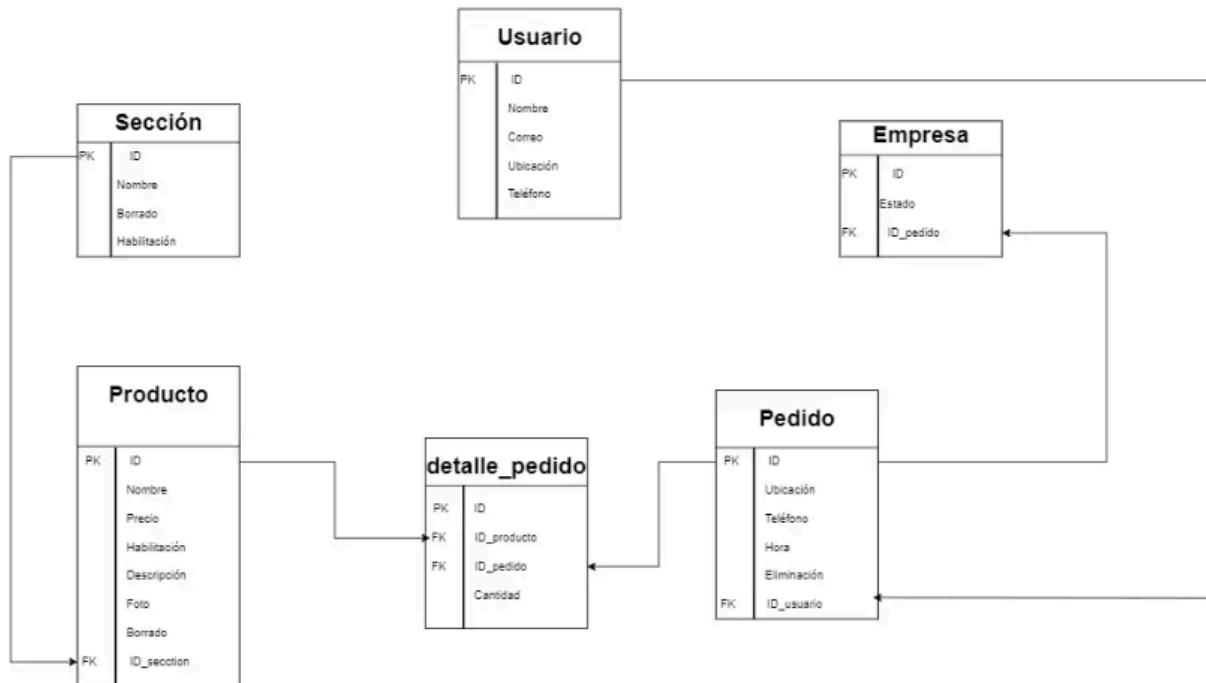 Usuario
PK ID
Nombre
Correo
Ubicación
Teléfono
Sección
PK ID
Nombre
Borrado
Habilitación
Empresa
PK ID
Estado
FK ID_pedido
Producto
PK ID
Nombre
Precio
Habilitación
Descripción
Foto
Borrado
FK ID_secction
detalle_pedido
PK ID
FK ID_producto
FK ID_pedido
Cantidad
Pedido
PK ID
Ubicación
Teléfono
Hora
Eliminación
FK ID_usuario